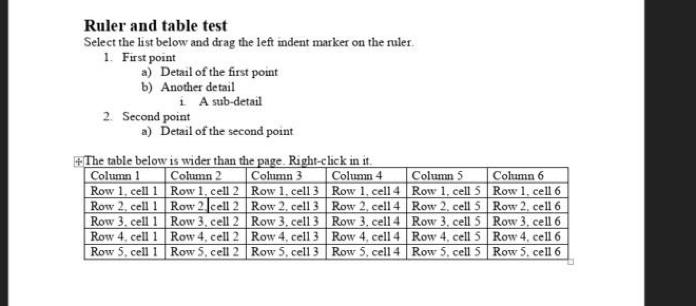 Ruler and table test
Select the list below and drag the left indent marker on the ruler.
1. First point
a) Detail of the first point
b) Another detail
i. A sub-detail
2. Second point
a) Detail of the second point
The table below is wider than the page. Right-click in it.
Column 1 Column 2 Column 3 Column 4 Column 5 Column 6
Row 1, cell 1 Row 1, cell 2 Row 1, cell 3 Row 1, cell 4 Row 1, cell 5 Row 1, cell 6
Row 2, cell 1 Row 2, cell 2 Row 2, cell 3 Row 2, cell 4 Row 2, cell 5 Row 2, cell 6
Row 3, cell 1 Row 3, cell 2 Row 3, cell 3 Row 3, cell 4 Row 3, cell 5 Row 3, cell 6
Row 4, cell 1 Row 4, cell 2 Row 4, cell 3 Row 4, cell 4 Row 4, cell 5 Row 4, cell 6
Row 5, cell 1 Row 5, cell 2 Row 5, cell 3 Row 5, cell 4 Row 5, cell 5 Row 5, cell 6